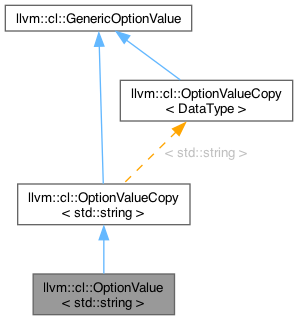 llvm::cl::GenericOptionValue
llvm::cl::OptionValueCopy
< DataType >
< std::string >
llvm::cl::OptionValueCopy
< std::string >
llvm::cl::OptionValue
< std::string >